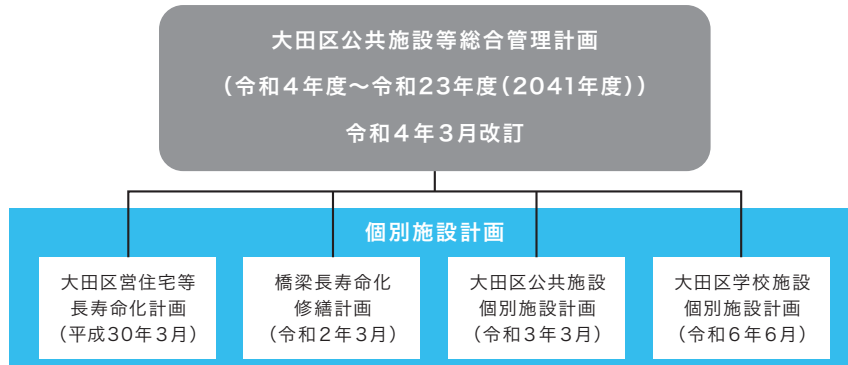 大田区公共施設等総合管理計画
（令和4年度～令和23年度（2041年度））
令和4年3月改訂
個別施設計画
大田区営住宅等
長寿命化計画
（平成30年3月）
橋梁長寿命化
修繕計画
（令和2年3月）
大田区公共施設
個別施設計画
（令和3年3月）
大田区学校施設
個別施設計画
（令和6年6月）